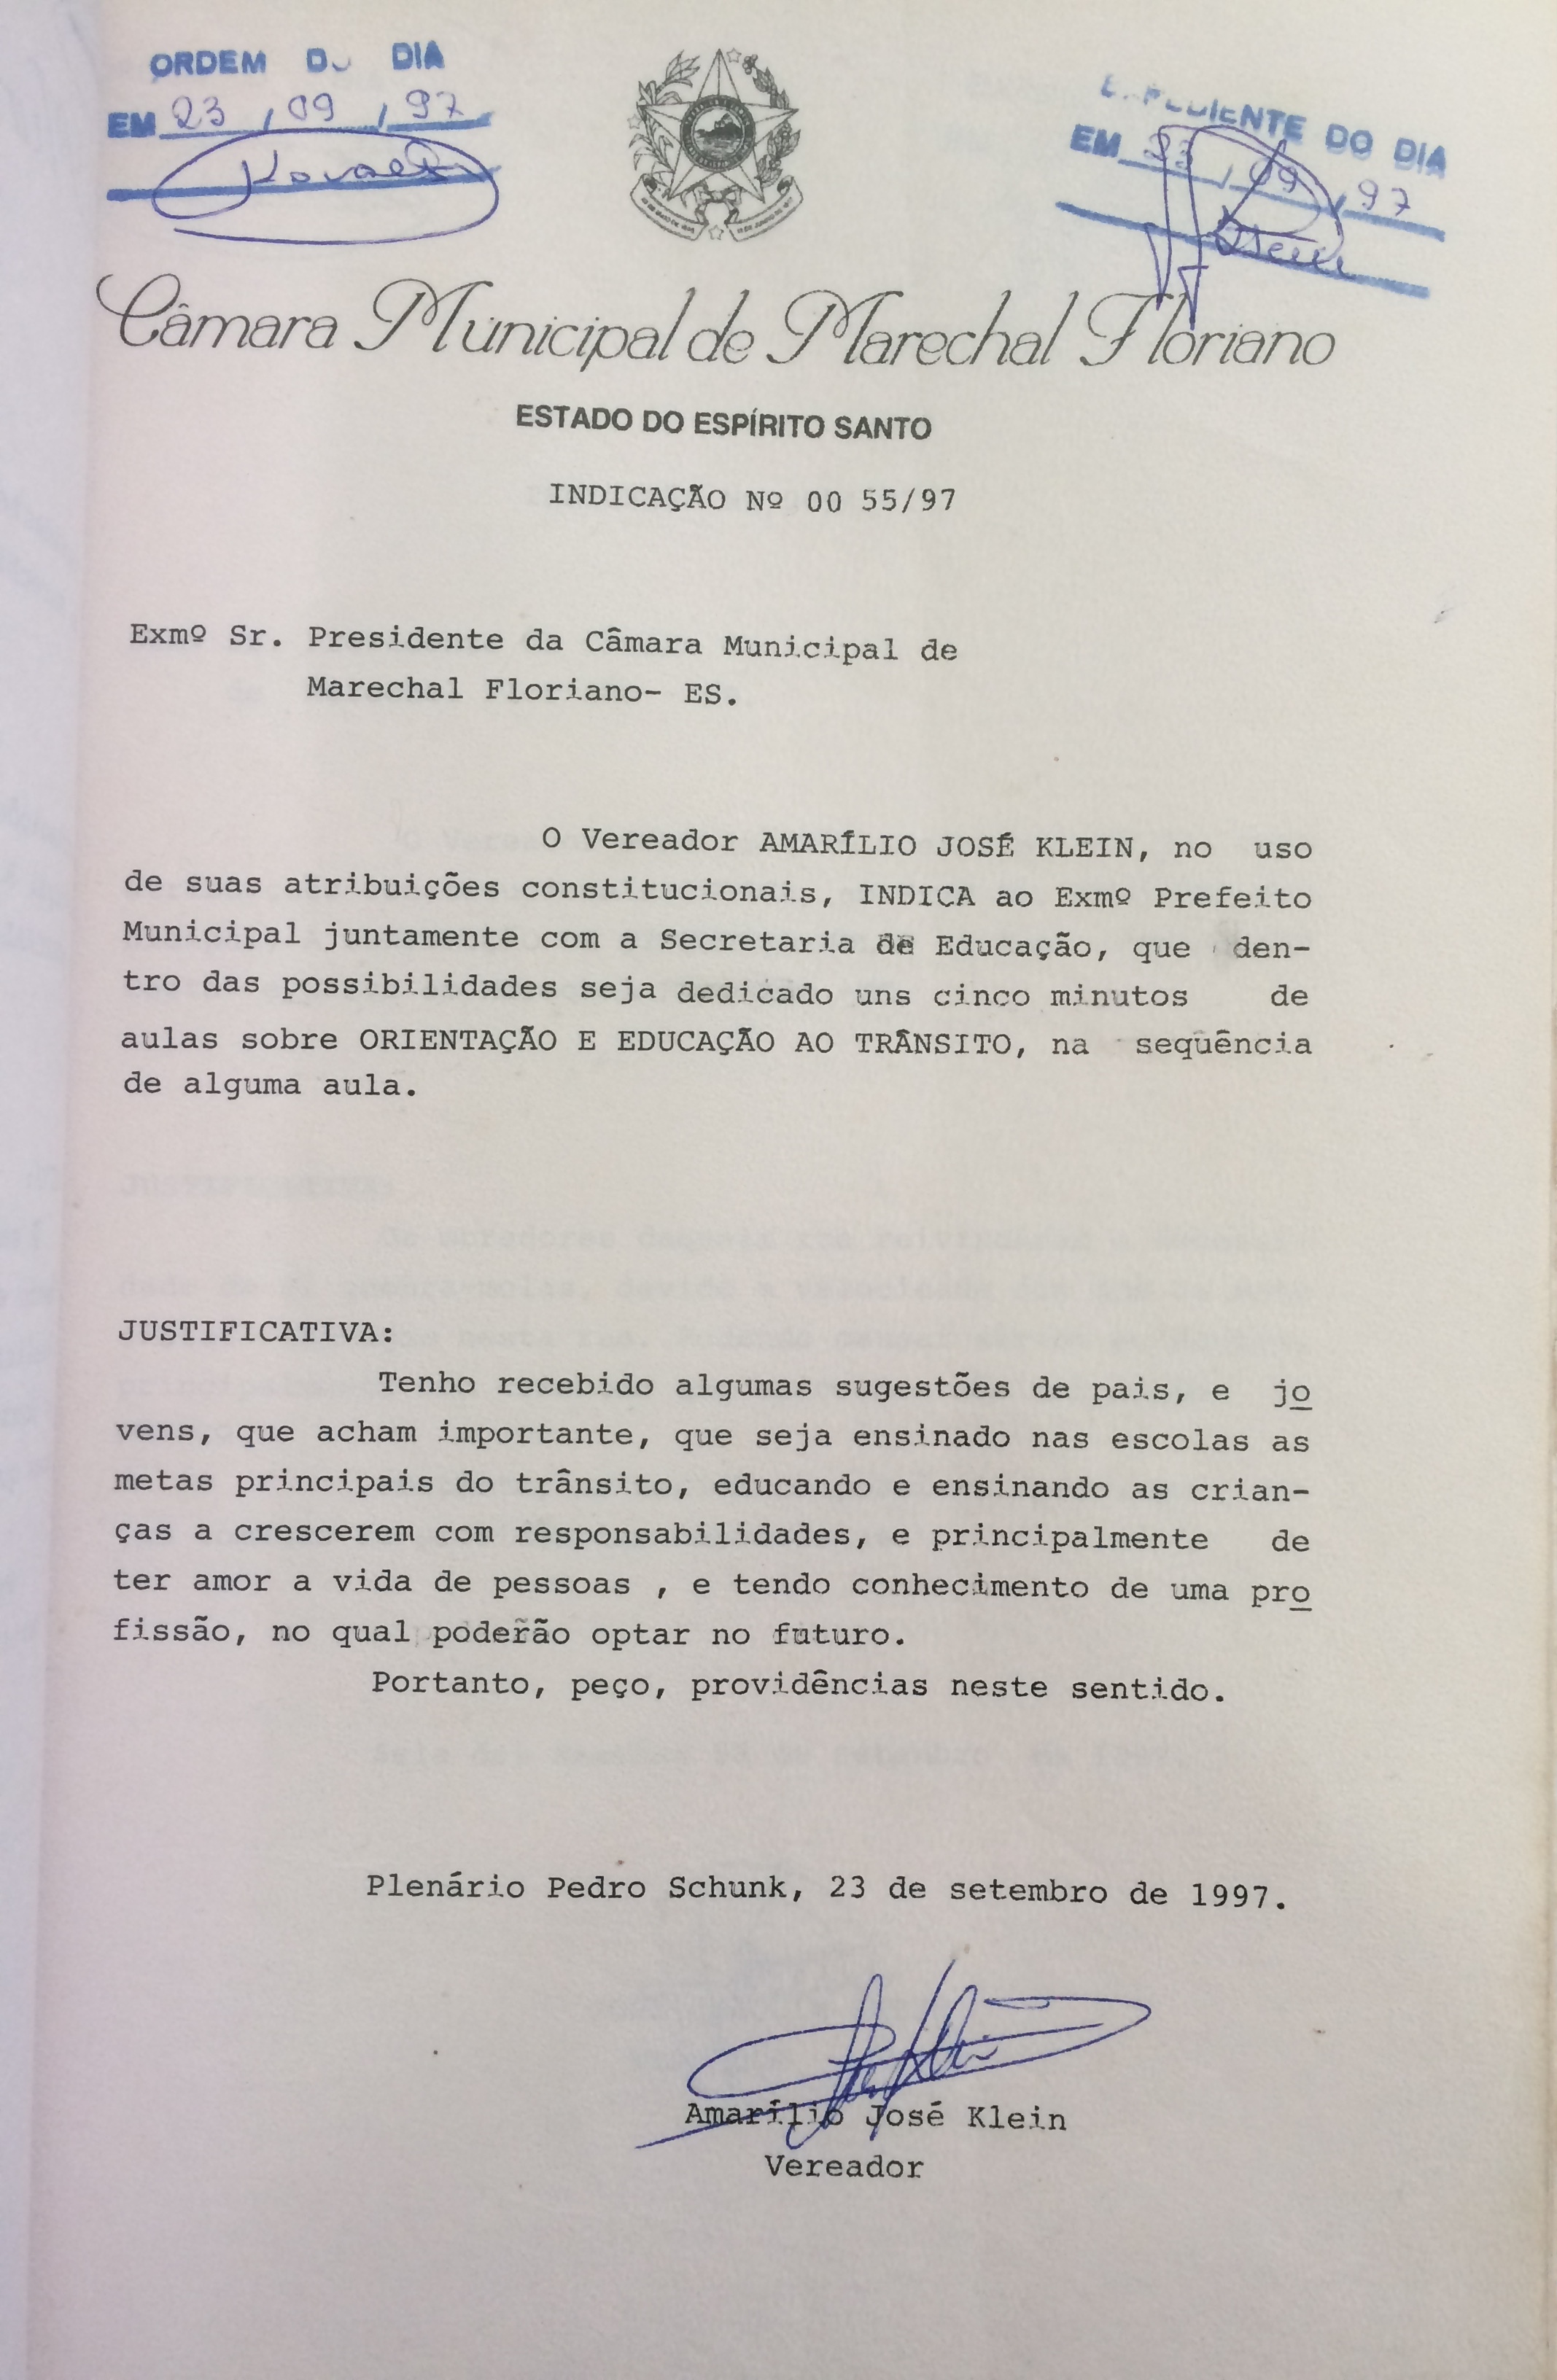 ORDEM DO DIA
EM 23 / 09 / 97
EXPEDIENTE DO DIA
EM 23 / 09 / 97
Câmara Municipal de Marechal Floriano
ESTADO DO ESPÍRITO SANTO
INDICAÇÃO Nº 00 55/97
Exmº Sr. Presidente da Câmara Municipal de
Marechal Floriano- ES.
O Vereador AMARÍLIO JOSÉ KLEIN, no uso
de suas atribuições constitucionais, INDICA ao Exmº Prefeito
Municipal juntamente com a Secretaria de Educação, que den-
tro das possibilidades seja dedicado uns cinco minutos de
aulas sobre ORIENTAÇÃO E EDUCAÇÃO AO TRÂNSITO, na seqüência
de alguma aula.
JUSTIFICATIVA:
Tenho recebido algumas sugestões de pais, e jo
vens, que acham importante, que seja ensinado nas escolas as
metas principais do trânsito, educando e ensinando as crian-
ças a crescerem com responsabilidades, e principalmente de
ter amor a vida de pessoas , e tendo conhecimento de uma pro
fissão, no qual poderão optar no futuro.
Portanto, peço, providências neste sentido.
Plenário Pedro Schunk, 23 de setembro de 1997.
Amarílio José Klein
Vereador